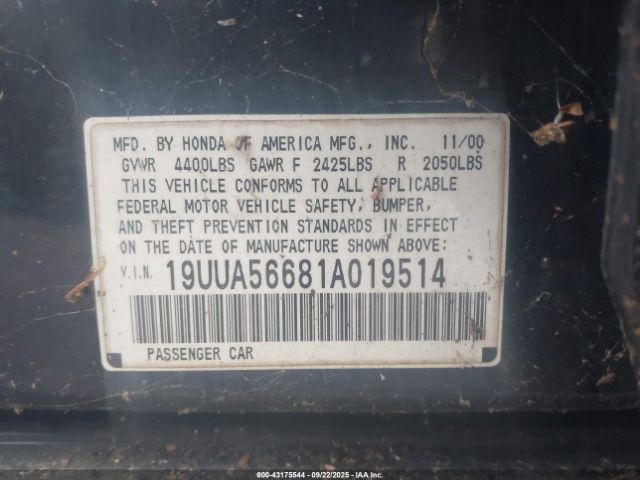 MFD. BY HONDA OF AMERICA MFG., INC. 11/00
GVWR 4400LBS GAWR F 2425LBS R 2050LBS
THIS VEHICLE CONFORMS TO ALL APPLICABLE
FEDERAL MOTOR VEHICLE SAFETY, BUMPER,
AND THEFT PREVENTION STANDARDS IN EFFECT
ON THE DATE OF MANUFACTURE SHOWN ABOVE:
V.I.N. 19UUA56681A019514
PASSENGER CAR
000-43175544 | 09/22/2025 - IAA Inc.